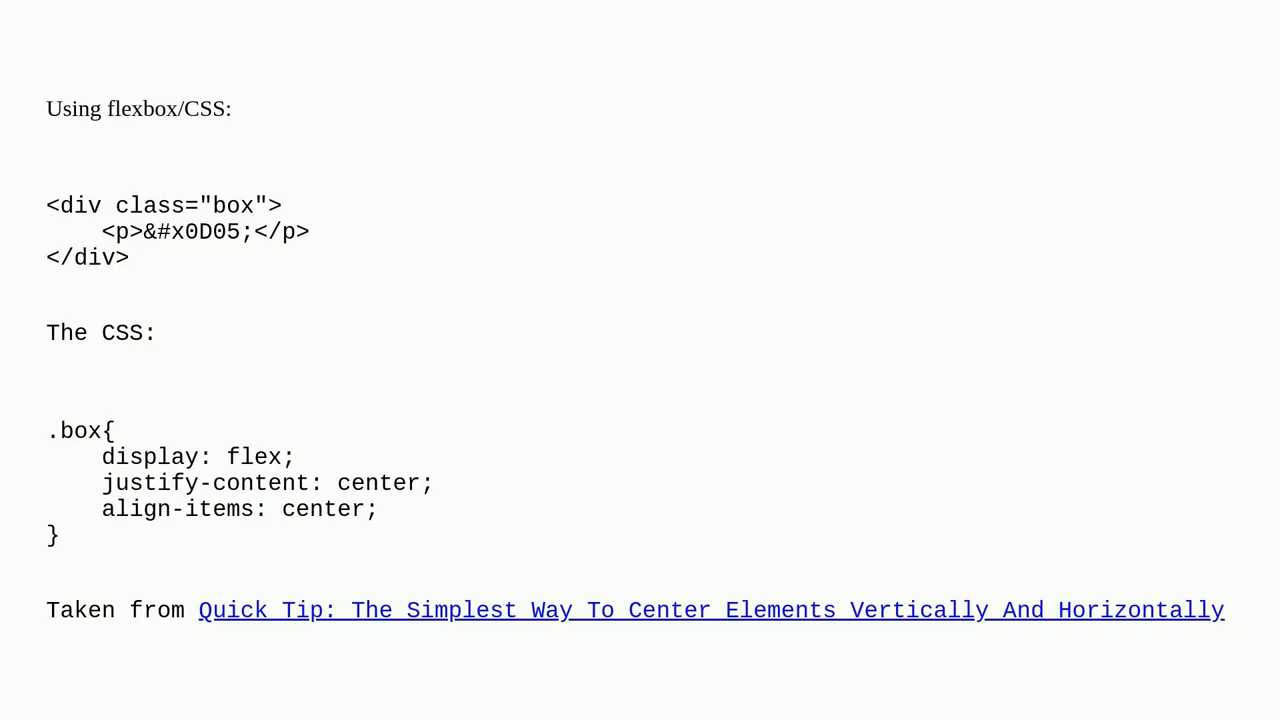 Using flexbox/CSS:
<div class="box">
    <p>&#x0D05;</p>
</div>
The CSS:
.box{
    display: flex;
    justify-content: center;
    align-items: center;
}
Taken from Quick Tip: The Simplest Way To Center Elements Vertically And Horizontally